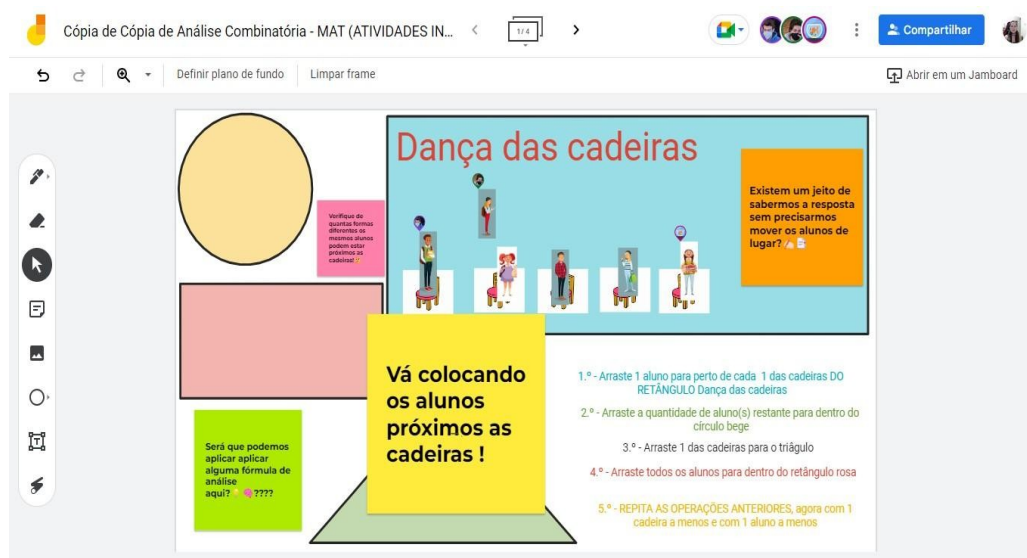 Cópia de Cópia de Análise Combinatória - MAT (ATIVIDADES IN...
1/4
Compartilhar
Definir plano de fundo
Limpar frame
Abrir em um Jamboard
Dança das cadeiras
Verifique de
quantas formas
diferentes os
mesmos alunos
podem estar
próximos as
cadeiras!
Existem um jeito de
sabermos a resposta
sem precisarmos
mover os alunos de
lugar?
Vá colocando
os alunos
próximos as
cadeiras !
Será que podemos
aplicar aplicar
alguma fórmula de
análise
aqui? ????
1.º - Arraste 1 aluno para perto de cada 1 das cadeiras DO
RETÂNGULO Dança das cadeiras
2.º - Arraste a quantidade de aluno(s) restante para dentro do
círculo bege
3.º - Arraste 1 das cadeiras para o triâgulo
4.º - Arraste todos os alunos para dentro do retângulo rosa
5.º - REPITA AS OPERAÇÕES ANTERIORES, agora com 1
cadeira a menos e com 1 aluno a menos